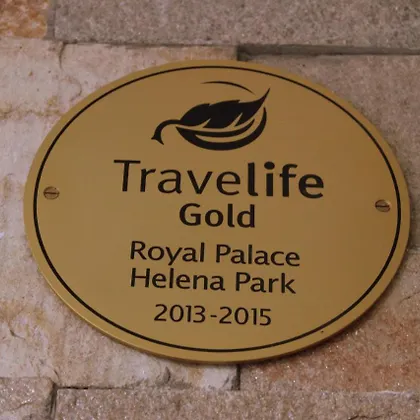 Travelife
Gold
Royal Palace
Helena Park
2013-2015